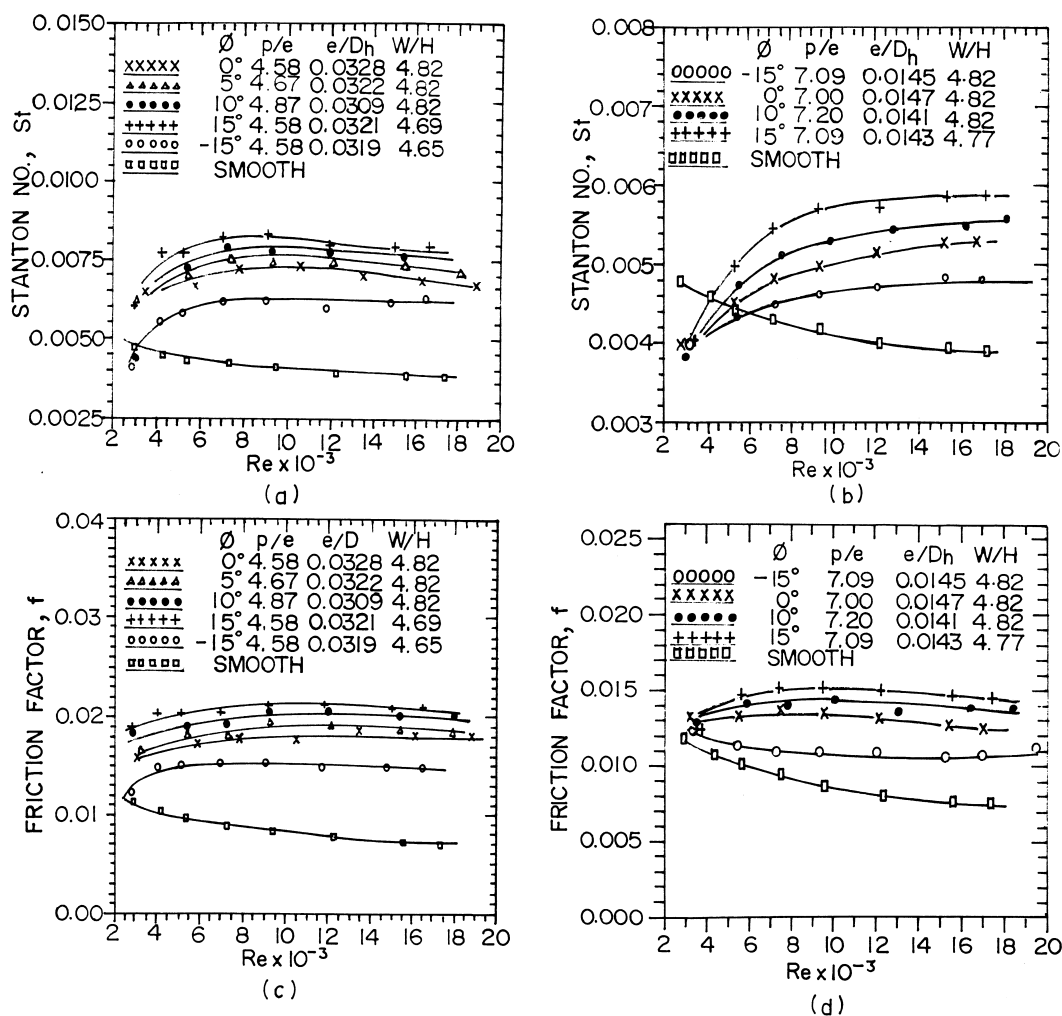 0.0150
0.0125
0.0100
0.0075
0.0050
0.0025
STANTON NO., St
Ø p/e e/Dh W/H
0° 4.58 0.0328 4.82
5° 4.67 0.0322 4.82
10° 4.87 0.0309 4.82
15° 4.58 0.0321 4.69
-15° 4.58 0.0319 4.65
SMOOTH
2 4 6 8 10 12 14 16 18 20
Re x 10⁻³
(a)
0.008
0.007
0.006
0.005
0.004
0.003
STANTON NO., St
Ø p/e e/Dh W/H
-15° 7.09 0.0145 4.82
0° 7.00 0.0147 4.82
10° 7.20 0.0141 4.82
15° 7.09 0.0143 4.77
SMOOTH
2 4 6 8 10 12 14 16 18 20
Re x 10⁻³
(b)
0.04
0.03
0.02
0.01
0.00
FRICTION FACTOR, f
Ø p/e e/D W/H
0° 4.58 0.0328 4.82
5° 4.67 0.0322 4.82
10° 4.87 0.0309 4.82
15° 4.58 0.0321 4.69
-15° 4.58 0.0319 4.65
SMOOTH
2 4 6 8 10 12 14 16 18 20
Re x 10⁻³
(c)
0.025
0.020
0.015
0.010
0.005
0.000
FRICTION FACTOR, f
Ø p/e e/Dh W/H
-15° 7.09 0.0145 4.82
0° 7.00 0.0147 4.82
10° 7.20 0.0141 4.82
15° 7.09 0.0143 4.77
SMOOTH
2 4 6 8 10 12 14 16 18 20
Re x 10⁻³
(d)